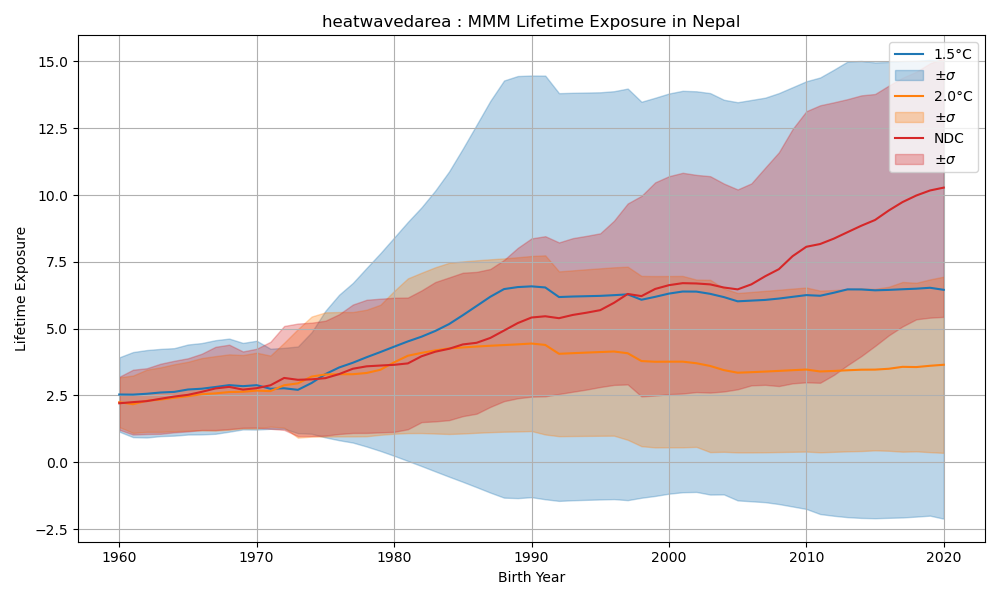 heatwavedarea : MMM Lifetime Exposure in Nepal
Lifetime Exposure
15.0
12.5
10.0
7.5
5.0
2.5
0.0
−2.5
1960
1970
1980
1990
2000
2010
2020
Birth Year
1.5°C
±σ
2.0°C
±σ
NDC
±σ